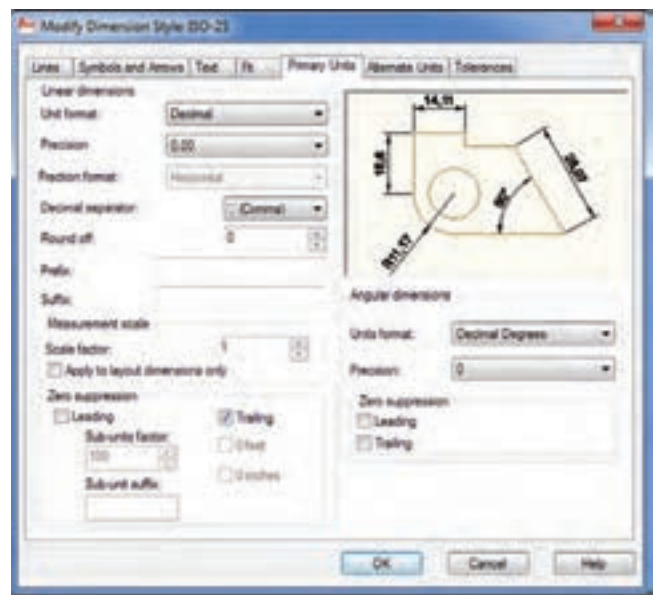 Modify Dimension Style: ISO-25
Lines Symbols and Arrows Text Fit Primary Units Alternate Units Tolerances
Linear dimensions
Unit format: Decimal
Precision 0.00
Fraction format: Horizontal
Decimal separator: ',' (Comma)
Round off: 0
Prefix:
Suffix:
Measurement scale
Scale factor: 1
Apply to layout dimensions only
Zero suppression
Leading
Trailing
Sub-units factor:
100
0 feet
0 inches
Sub-unit suffix:
14,11
16,6
R11,17
Angular dimensions
Units format: Decimal Degrees
Precision: 0
Zero suppression
Leading
Trailing
OK Cancel Help